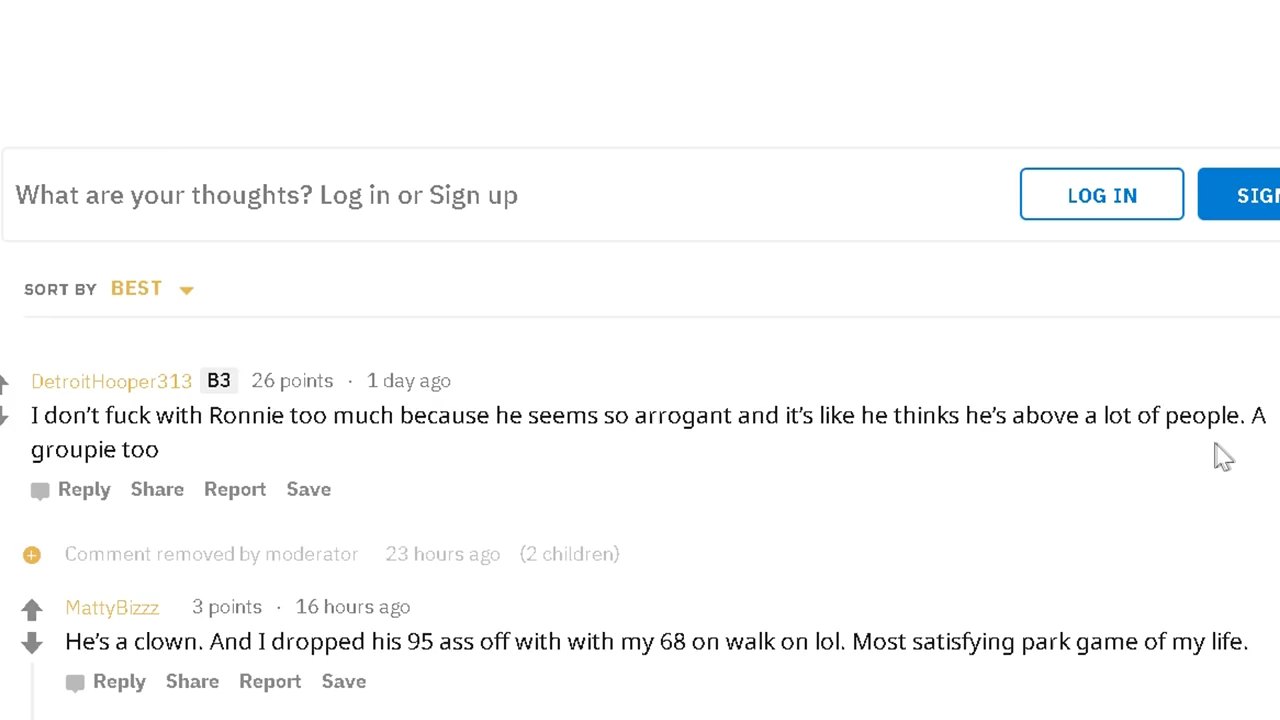 What are your thoughts? Log in or Sign up LOG IN SIGN
SORT BY BEST
DetroitHooper313 B3 26 points · 1 day ago
I don’t fuck with Ronnie too much because he seems so arrogant and it’s like he thinks he’s above a lot of people. A
groupie too
Reply Share Report Save
Comment removed by moderator 23 hours ago (2 children)
MattyBizzz 3 points · 16 hours ago
He’s a clown. And I dropped his 95 ass off with with my 68 on walk on lol. Most satisfying park game of my life.
Reply Share Report Save